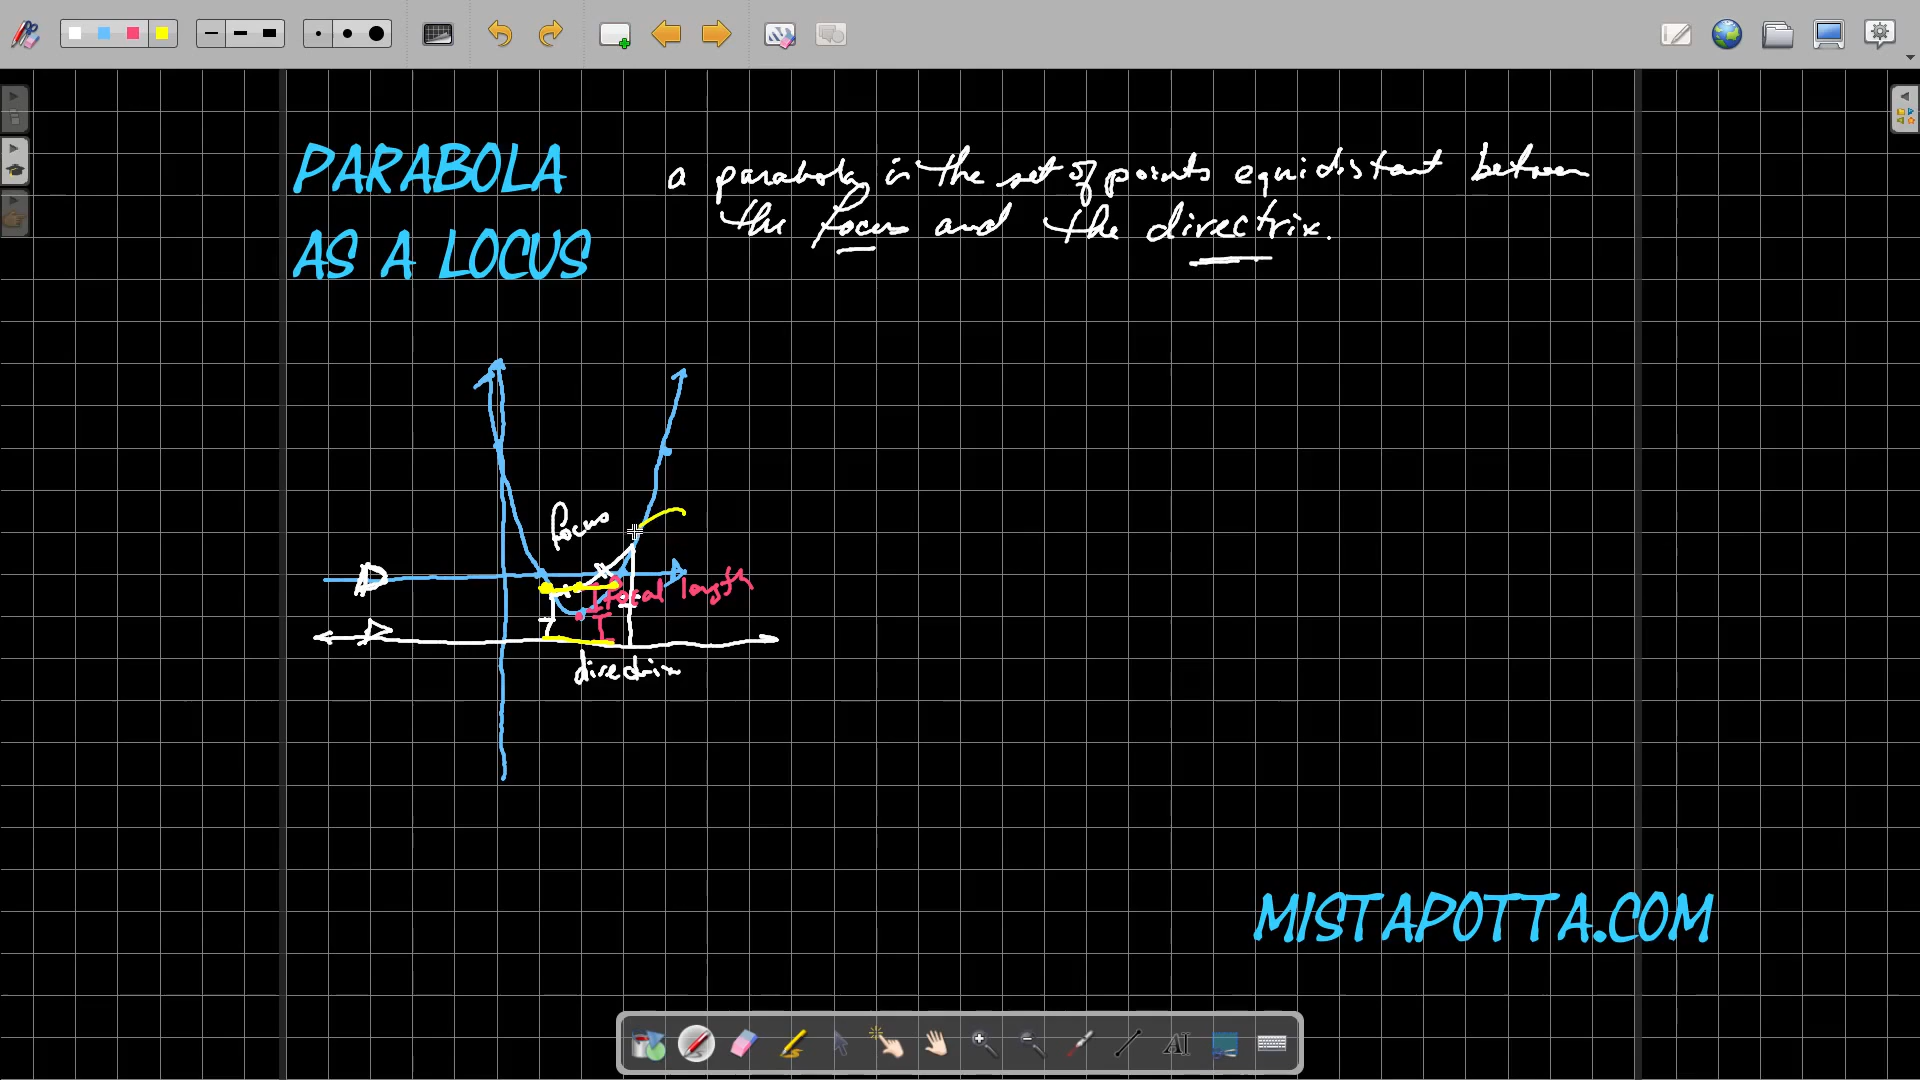 PARABOLA
AS A LOCUS
a parabola is the set of points equidistant between
the focus and the directrix.
focus
focal length
directrix
MISTAPOTTA.COM